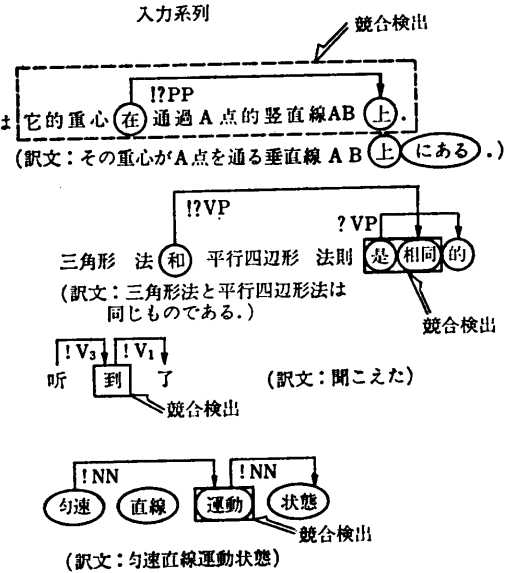 入力系列
競合検出
!?PP
は 它的重心 在 通過A点的竪直線AB 上.
(訳文：その重心がA点を通る垂直線AB 上 にある.)
!?VP
?VP
三角形 法 和 平行四辺形 法則 是 相同 的
(訳文：三角形法と平行四辺形法は
同じものである.)
競合検出
!V3 !V1
听 到 了 (訳文：聞こえた)
競合検出
!NN !NN
匀速 直線 運動 状態
競合検出
(訳文：匀速直線運動状態)